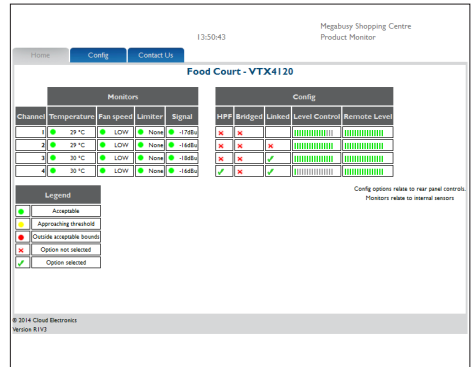 Megabusy Shopping Centre
13:50:43 Product Monitor
Home Config Contact Us
Food Court - VTX4120
Monitors Config
Channel Temperature Fan speed Limiter Signal HPF Bridged Linked Level Control Remote Level
1 29 °C LOW None -17dBu
2 29 °C LOW None -16dBu
3 30 °C LOW None -18dBu
4 30 °C LOW None -16dBu
Legend
Acceptable
Approaching threshold
Outside acceptable bounds
Option not selected
Option selected
Config options relate to rear panel controls.
Monitors relate to internal sensors
© 2014 Cloud Electronics
Version R1V3